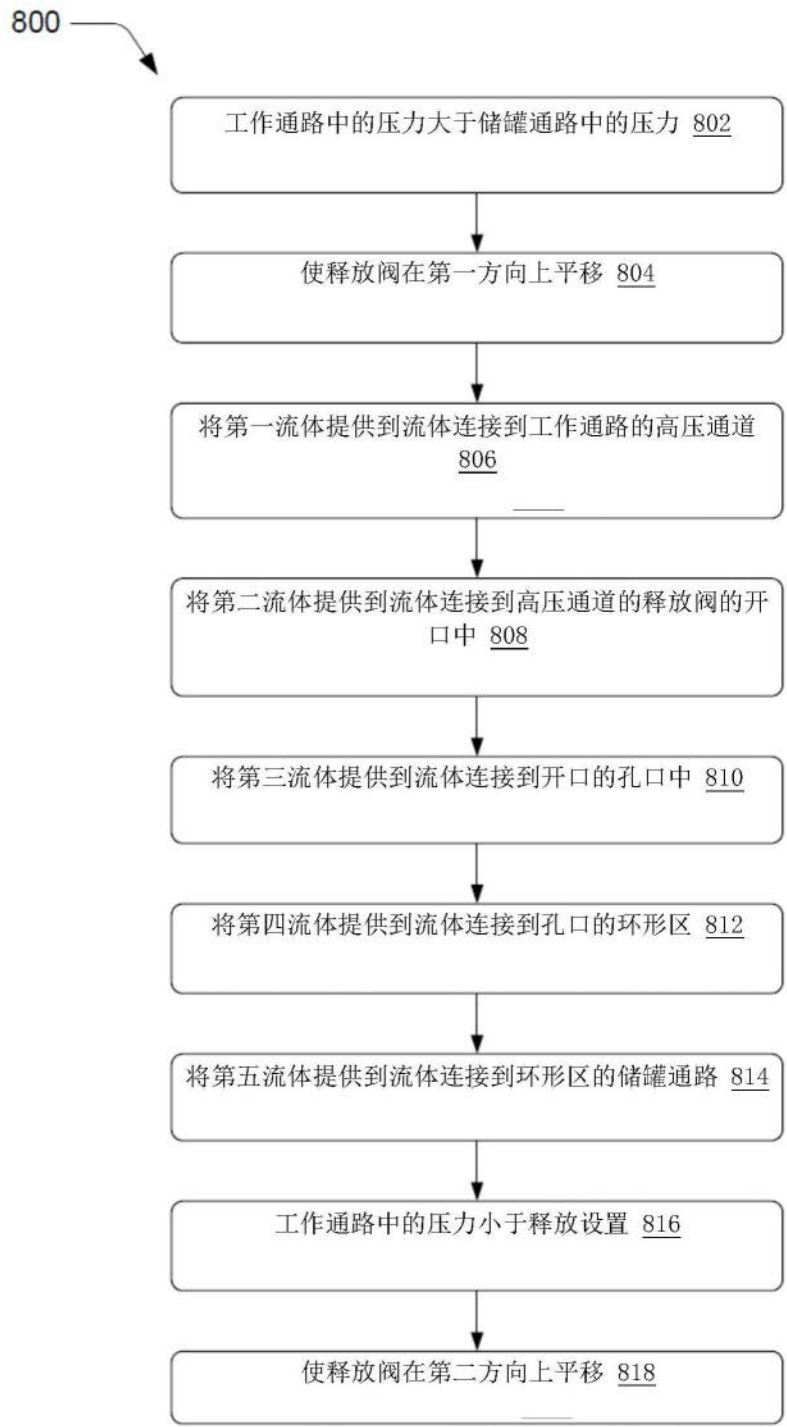 800
工作通路中的压力大于储罐通路中的压力 802
使释放阀在第一方向上平移 804
将第一流体提供到流体连接到工作通路的高压通道
806
将第二流体提供到流体连接到高压通道的释放阀的开
口中 808
将第三流体提供到流体连接到开口的孔口中 810
将第四流体提供到流体连接到孔口的环形区 812
将第五流体提供到流体连接到环形区的储罐通路 814
工作通路中的压力小于释放设置 816
使释放阀在第二方向上平移 818